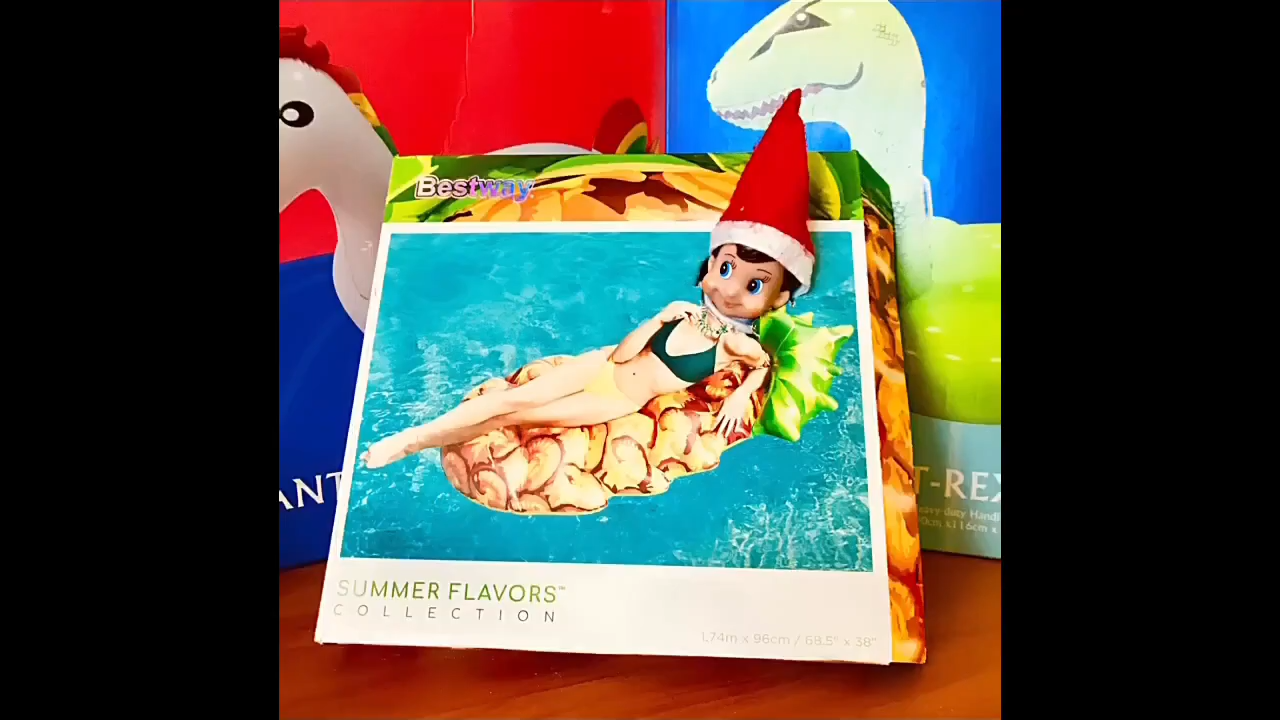 Bestway
ANT
SUMMER FLAVORS™
COLLECTION
1.74m x 96cm / 68.5" x 38"
T-REX